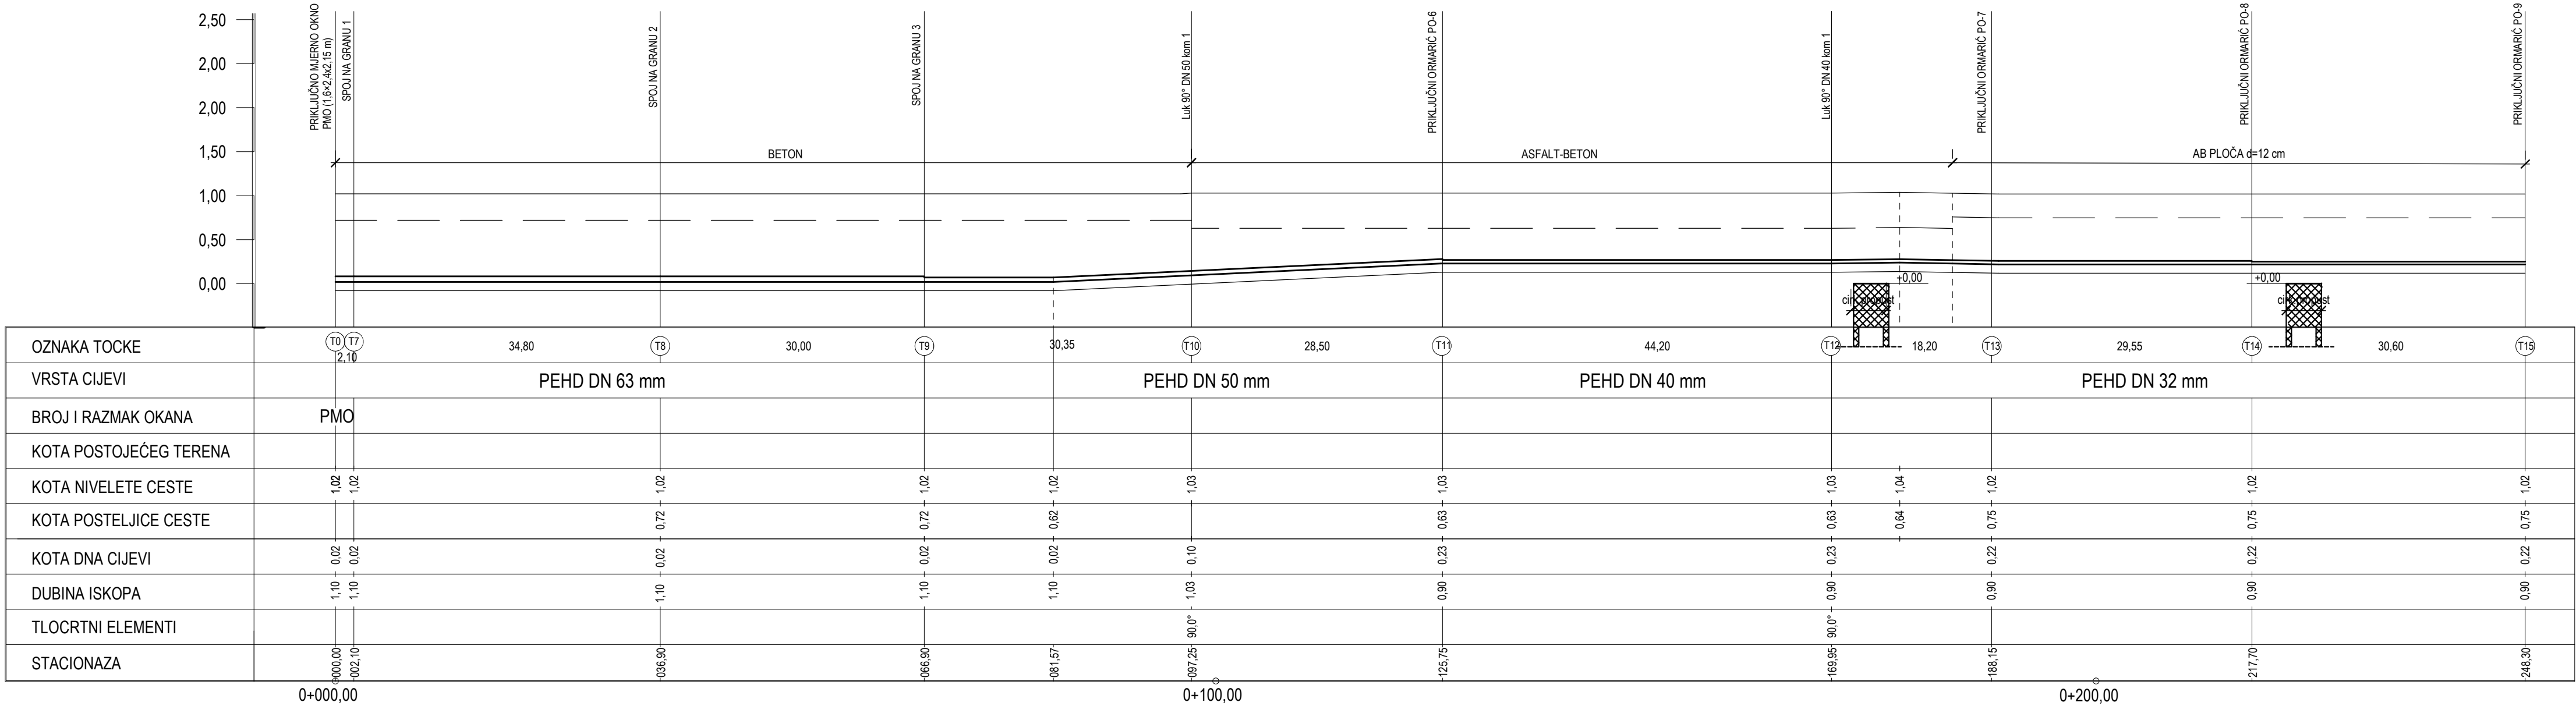 2,50
2,00
2,00
1,50
1,00
0,50
0,00
PRIKLJUČNO MJERNO OKNO
PMO (1,6×2,4x2,15 m)
SPOJ NA GRANU 1
SPOJ NA GRANU 2
SPOJ NA GRANU 3
Luk 90° DN 50 kom 1
PRIKLJUČNI ORMARIĆ PO-6
Luk 90° DN 40 kom 1
PRIKLJUČNI ORMARIĆ PO-7
PRIKLJUČNI ORMARIĆ PO-8
PRIKLJUČNI ORMARIĆ PO-9
BETON
ASFALT-BETON
AB PLOČA d=12 cm
+0,00
+0,00
OZNAKA TOCKE
T0 T7 T8 T9 T10 T11 T12 T13 T14 T15
2,10 34,80 30,00 30,35 28,50 44,20 18,20 29,55 30,60
VRSTA CIJEVI
PEHD DN 63 mm PEHD DN 50 mm PEHD DN 40 mm PEHD DN 32 mm
BROJ I RAZMAK OKANA
PMO
KOTA POSTOJEĆEG TERENA
KOTA NIVELETE CESTE
1,02 1,02 1,02 1,02 1,02 1,03 1,03 1,03 1,04 1,02 1,02 1,02
KOTA POSTELJICE CESTE
0,72 0,72 0,62 0,63 0,63 0,64 0,75 0,75 0,75
KOTA DNA CIJEVI
0,02 0,02 0,02 0,02 0,02 0,10 0,23 0,23 0,22 0,22 0,22
DUBINA ISKOPA
1,10 1,10 1,10 1,10 1,10 1,03 0,90 0,90 0,90 0,90 0,90
TLOCRTNI ELEMENTI
90,0° 90,0°
STACIONAZA
0000,00 0002,10 0036,90 066,90 081,57 097,25 125,75 169,95 188,15 217,70 248,30
0+000,00 0+100,00 0+200,00